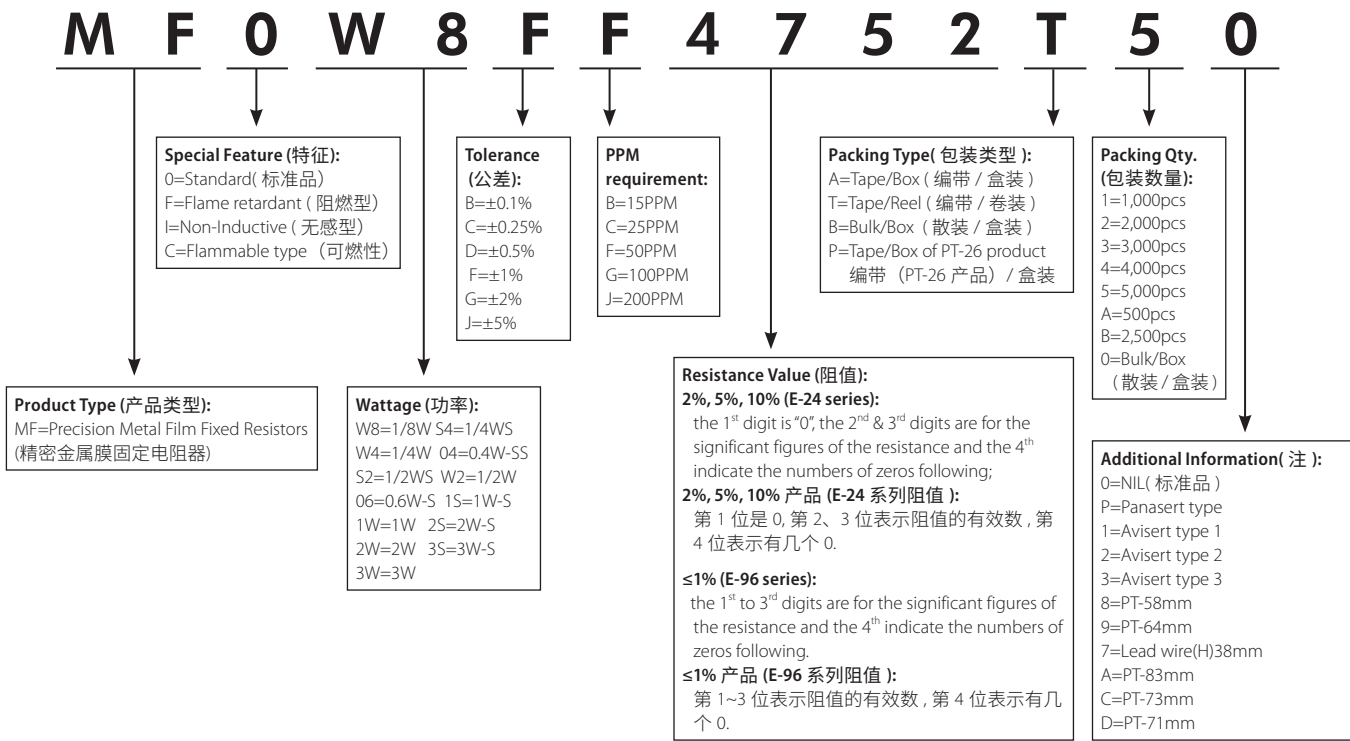 M F 0 W 8 F F 4 7 5 2 T 5 0
Special Feature (特征):
0=Standard( 标准品）
F=Flame retardant ( 阻燃型）
I=Non-Inductive ( 无感型）
C=Flammable type （可燃性）
Tolerance
(公差):
B=±0.1%
C=±0.25%
D=±0.5%
F=±1%
G=±2%
J=±5%
PPM
requirement:
B=15PPM
C=25PPM
F=50PPM
G=100PPM
J=200PPM
Packing Type( 包装类型 ):
A=Tape/Box ( 编带 / 盒装 )
T=Tape/Reel ( 编带 / 卷装 )
B=Bulk/Box ( 散装 / 盒装 )
P=Tape/Box of PT-26 product
编带（PT-26 产品）/ 盒装
Packing Qty.
(包装数量):
1=1,000pcs
2=2,000pcs
3=3,000pcs
4=4,000pcs
5=5,000pcs
A=500pcs
B=2,500pcs
0=Bulk/Box
（散装 / 盒装）
Product Type (产品类型):
MF=Precision Metal Film Fixed Resistors
(精密金属膜固定电阻器)
Wattage (功率):
W8=1/8W S4=1/4WS
W4=1/4W 04=0.4W-SS
S2=1/2WS W2=1/2W
06=0.6W-S 1S=1W-S
1W=1W 2S=2W-S
2W=2W 3S=3W-S
3W=3W
Resistance Value (阻值):
2%, 5%, 10% (E-24 series):
the 1st digit is "0", the 2nd & 3rd digits are for the
significant figures of the resistance and the 4th
indicate the numbers of zeros following;
2%, 5%, 10% 产品 (E-24 系列阻值 ):
第 1 位是 0, 第 2、3 位表示阻值的有效数 , 第
4 位表示有几个 0.
≤1% (E-96 series):
the 1st to 3rd digits are for the significant figures of
the resistance and the 4th indicate the numbers of
zeros following.
≤1% 产品 (E-96 系列阻值 ):
第 1~3 位表示阻值的有效数 , 第 4 位表示有几
个 0.
Additional Information( 注 ):
0=NIL( 标准品 )
P=Panasert type
1=Avisert type 1
2=Avisert type 2
3=Avisert type 3
8=PT-58mm
9=PT-64mm
7=Lead wire(H)38mm
A=PT-83mm
C=PT-73mm
D=PT-71mm